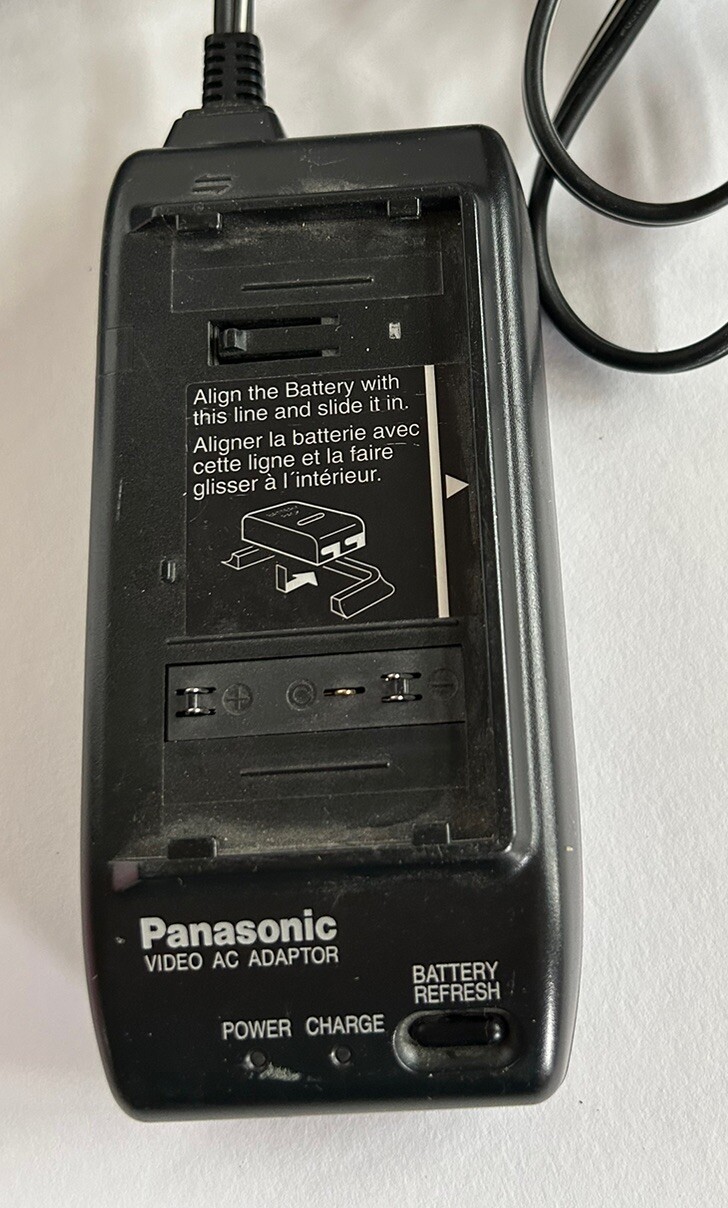 Align the Battery with
this line and slide it in.
Aligner la batterie avec
cette ligne et la faire
glisser à l´intérieur.
Panasonic
VIDEO AC ADAPTOR
BATTERY
REFRESH
POWER CHARGE